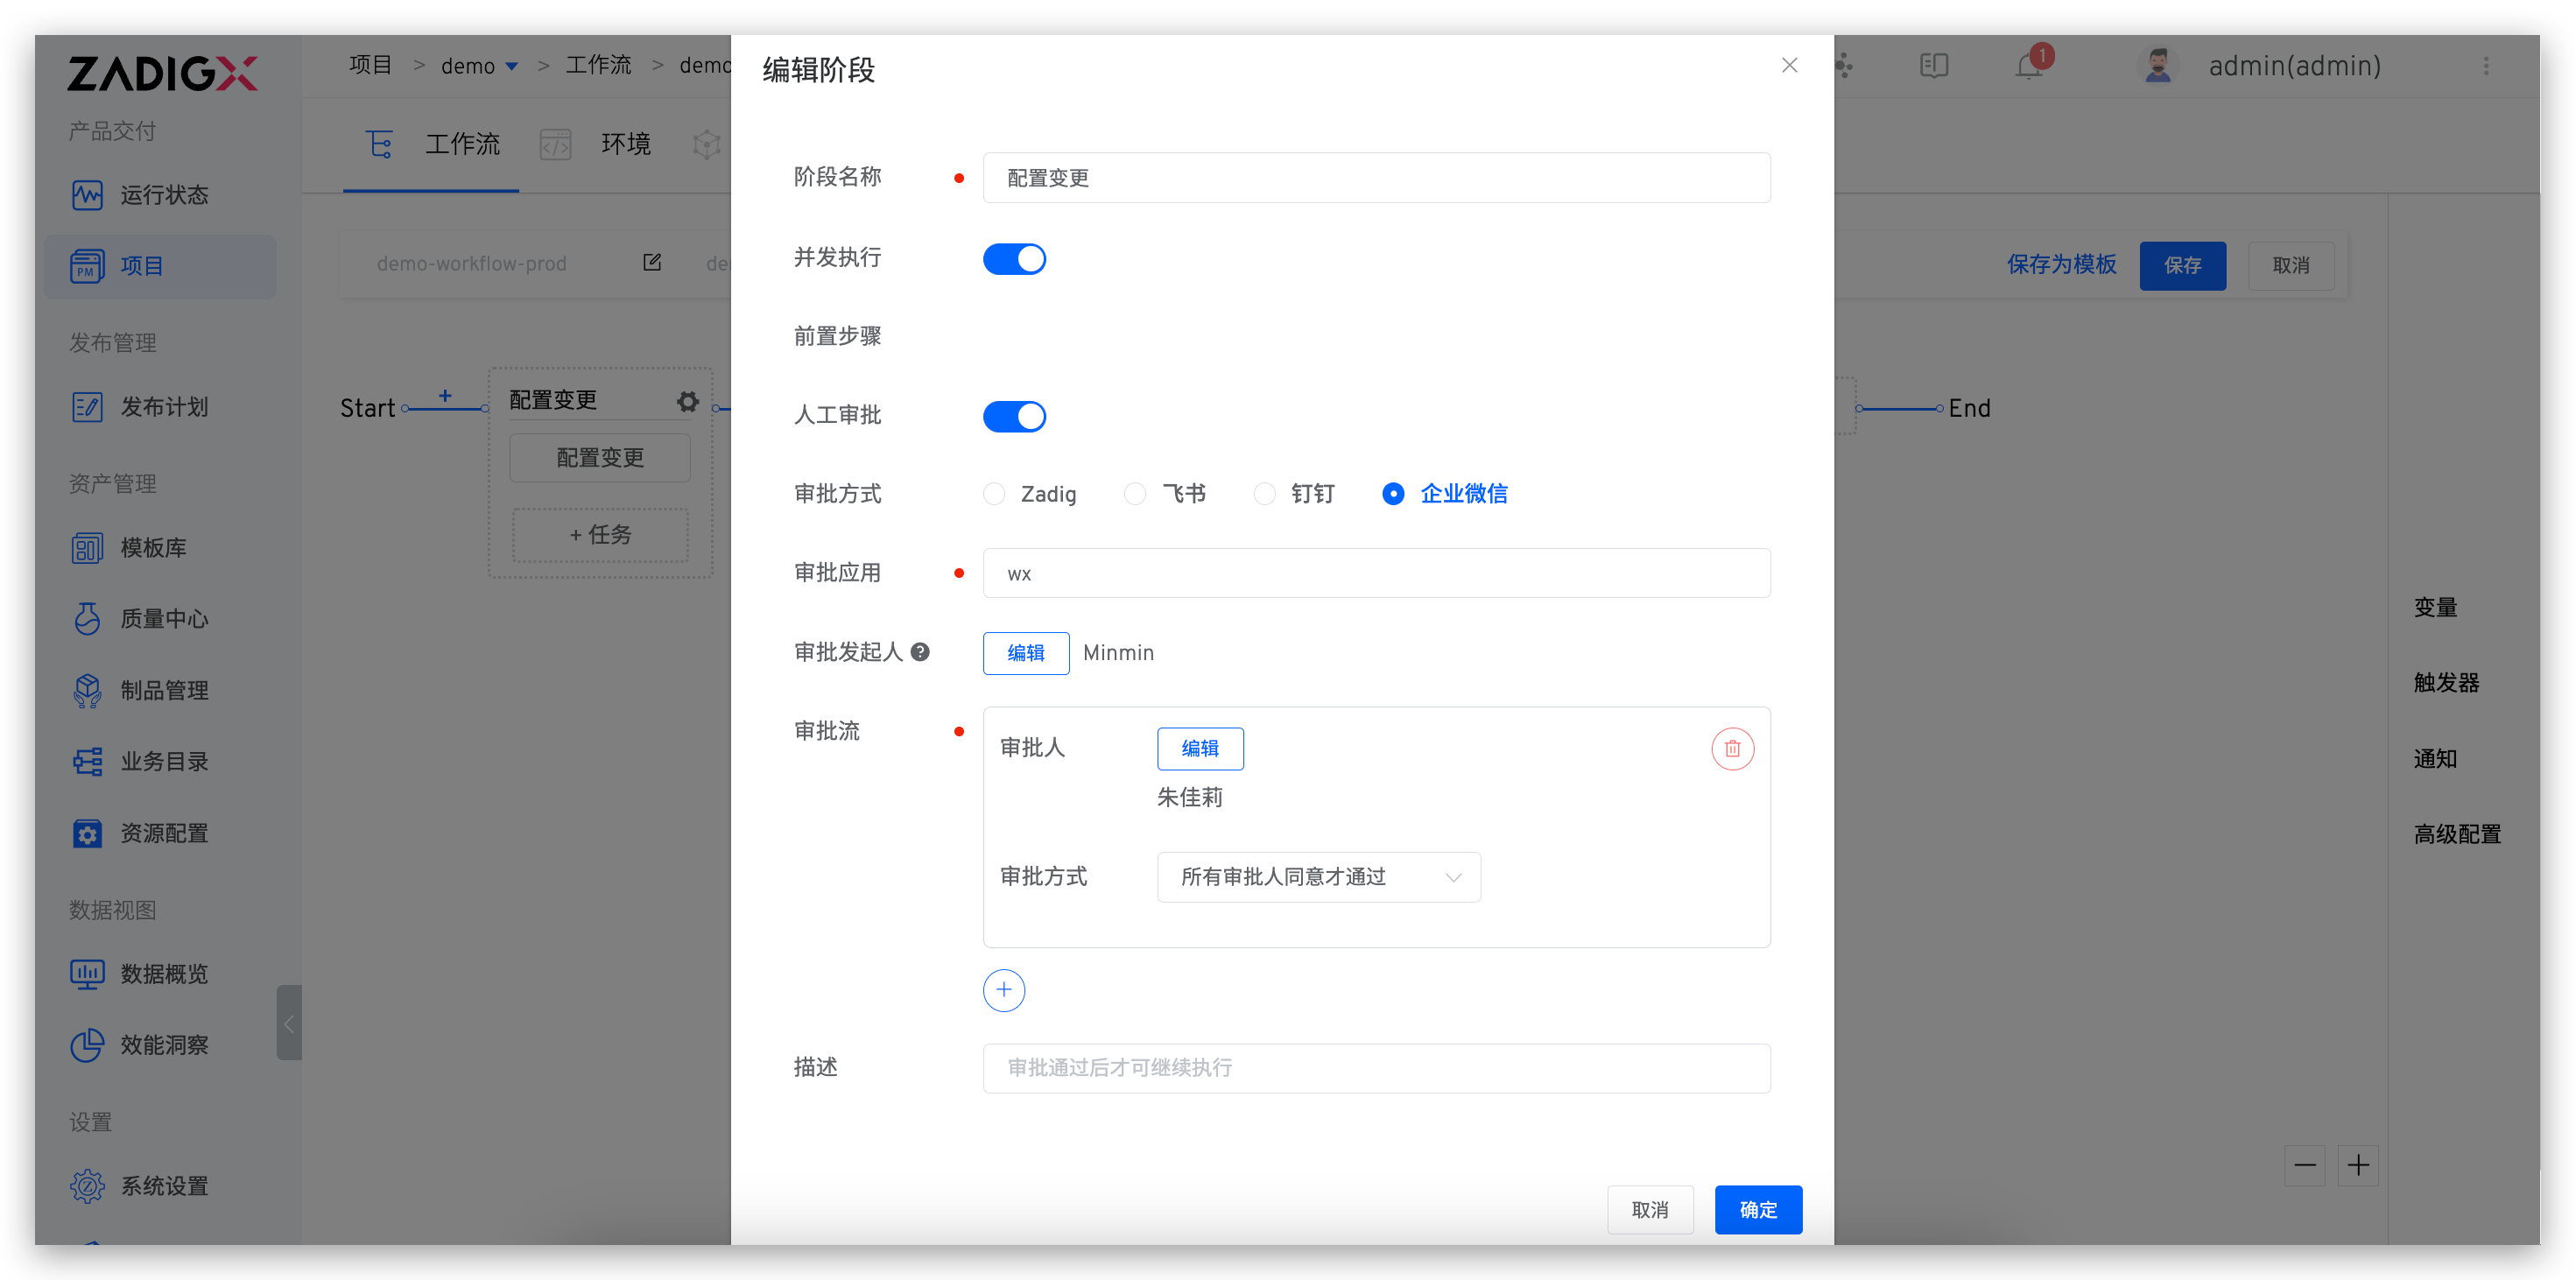 ZADIGX
项目 > demo > 工作流 > demo
编辑阶段
1
admin(admin)
产品交付
运行状态
项目
PM
发布管理
发布计划
资产管理
模板库
质量中心
制品管理
业务目录
资源配置
数据视图
数据概览
效能洞察
设置
系统设置
工作流
环境
demo-workflow-prod
保存为模板
保存
取消
Start
配置变更
配置变更
+ 任务
End
阶段名称
配置变更
并发执行
前置步骤
人工审批
审批方式
Zadig
飞书
钉钉
企业微信
审批应用
wx
审批发起人
编辑
Minmin
审批流
审批人
编辑
朱佳莉
审批方式
所有审批人同意才通过
描述
审批通过后才可继续执行
取消
确定
变量
触发器
通知
高级配置